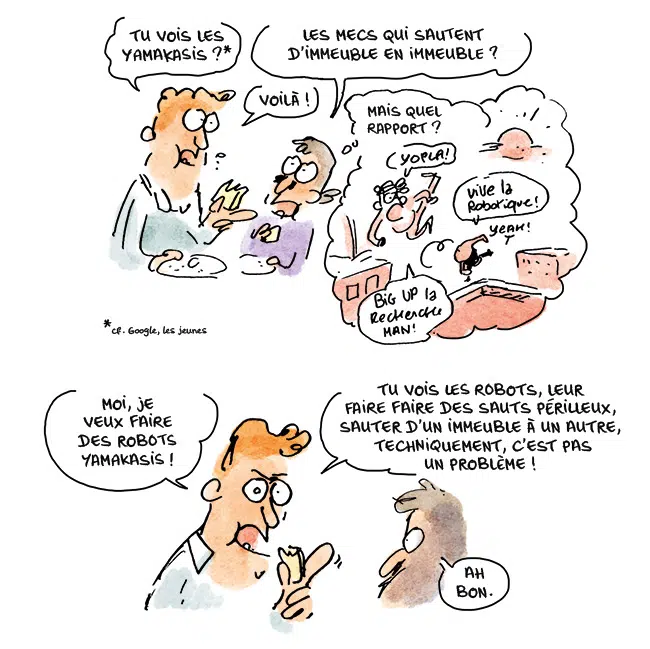 TU VOIS LES
YAMAKASIS ?*
LES MECS QUI SAUTENT
D'IMMEUBLE EN IMMEUBLE ?
VOILÀ !
MAIS QUEL
RAPPORT ?
YOPLA!
ViVE la
Robotique!
YEAH!
BiG UP la
Recherche
MAN!
*cf. Google, les jeunes
MOI, JE
VEUX FAIRE
DES ROBOTS
YAMAKASIS !
TU VOIS LES ROBOTS, LEUR
FAIRE FAIRE DES SAUTS PÉRILLEUX,
SAUTER D'UN IMMEUBLE À UN AUTRE,
TECHNIQUEMENT, C'EST PAS
UN PROBLÈME !
AH
BON.